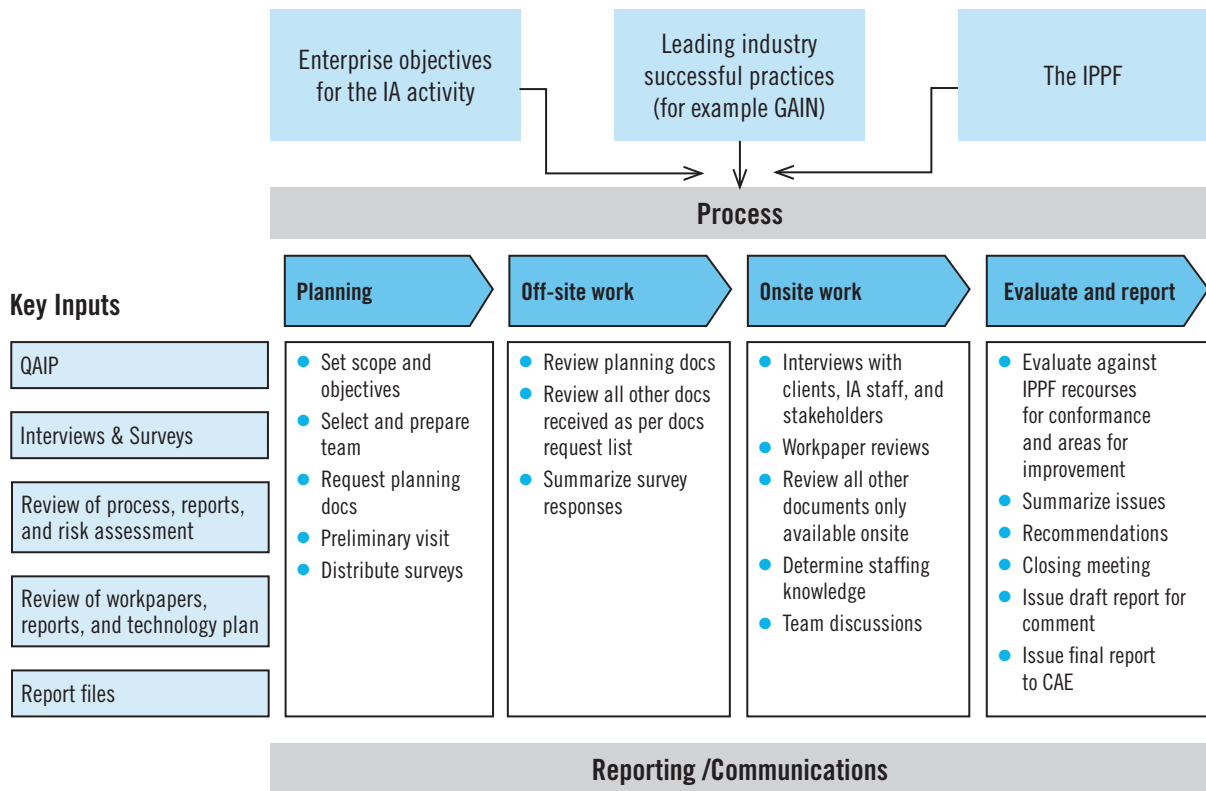 Enterprise objectives
for the IA activity
Leading industry
successful practices
(for example GAIN)
The IPPF
Process
Key Inputs
QAIP
Interviews & Surveys
Review of process, reports,
and risk assessment
Review of workpapers,
reports, and technology plan
Report files
Planning
• Set scope and
objectives
• Select and prepare
team
• Request planning
docs
• Preliminary visit
• Distribute surveys
Off-site work
• Review planning docs
• Review all other docs
received as per docs
request list
• Summarize survey
responses
Onsite work
• Interviews with
clients, IA staff, and
stakeholders
• Workpaper reviews
• Review all other
documents only
available onsite
• Determine staffing
knowledge
• Team discussions
Evaluate and report
• Evaluate against
IPPF recourses
for conformance
and areas for
improvement
• Summarize issues
• Recommendations
• Closing meeting
• Issue draft report for
comment
• Issue final report
to CAE
Reporting /Communications